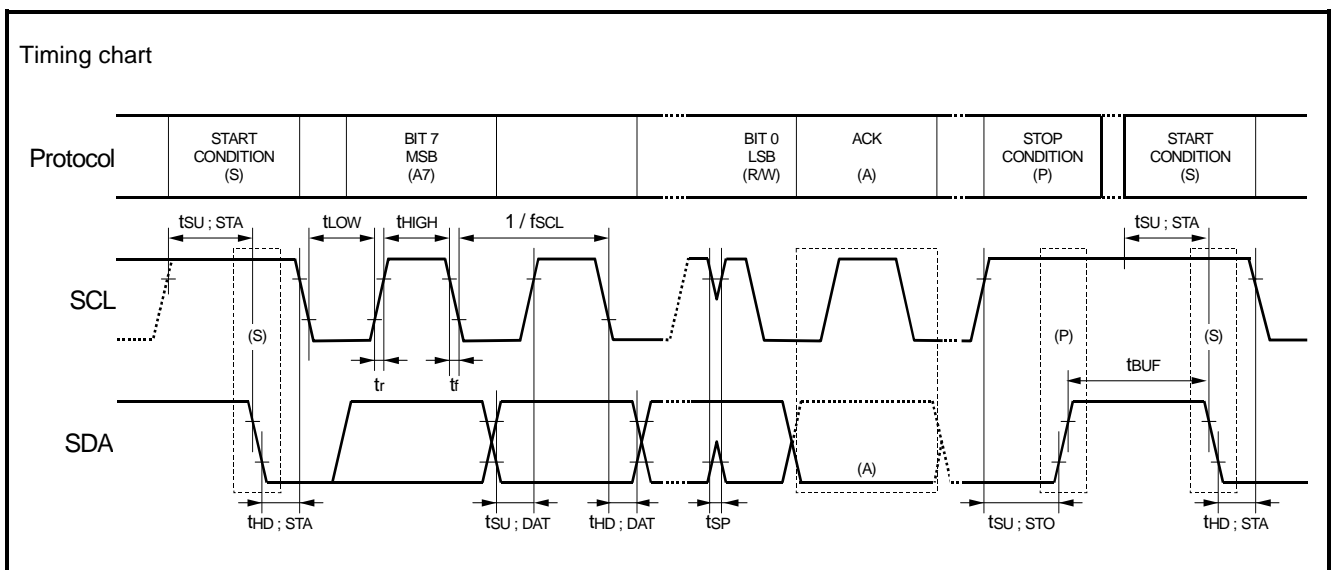 Timing chart
Protocol
START
CONDITION
(S)
BIT 7
MSB
(A7)
BIT 0
LSB
(R/W)
ACK
(A)
STOP
CONDITION
(P)
START
CONDITION
(S)
tSU ; STA
tLOW
tHIGH
1 / fSCL
tSU ; STA
SCL
(S)
(P)
(S)
tr
tf
tBUF
SDA
(A)
tHD ; STA
tSU ; DAT
tHD ; DAT
tSP
tSU ; STO
tHD ; STA